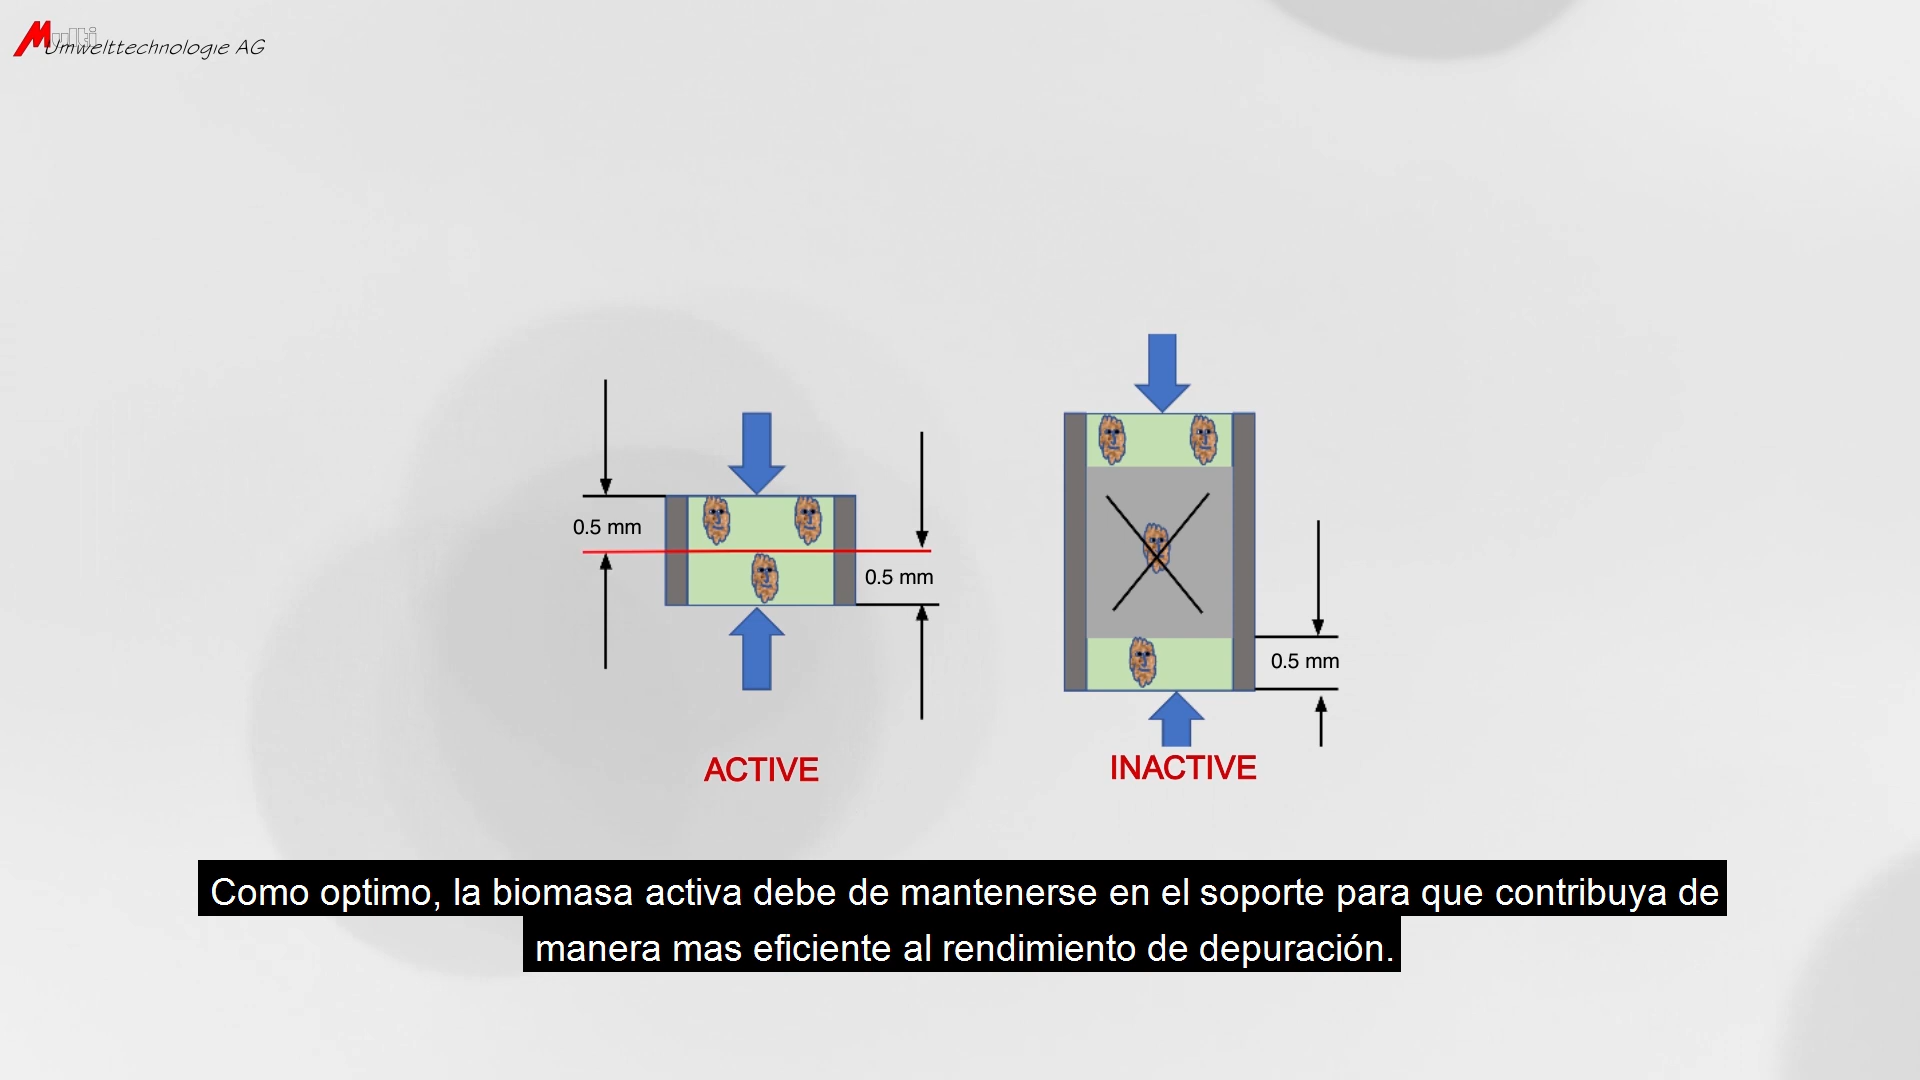 Multi
Umwelttechnologie AG
0.5 mm
0.5 mm
0.5 mm
ACTIVE
INACTIVE
Como optimo, la biomasa activa debe de mantenerse en el soporte para que contribuya de
manera mas eficiente al rendimiento de depuración.